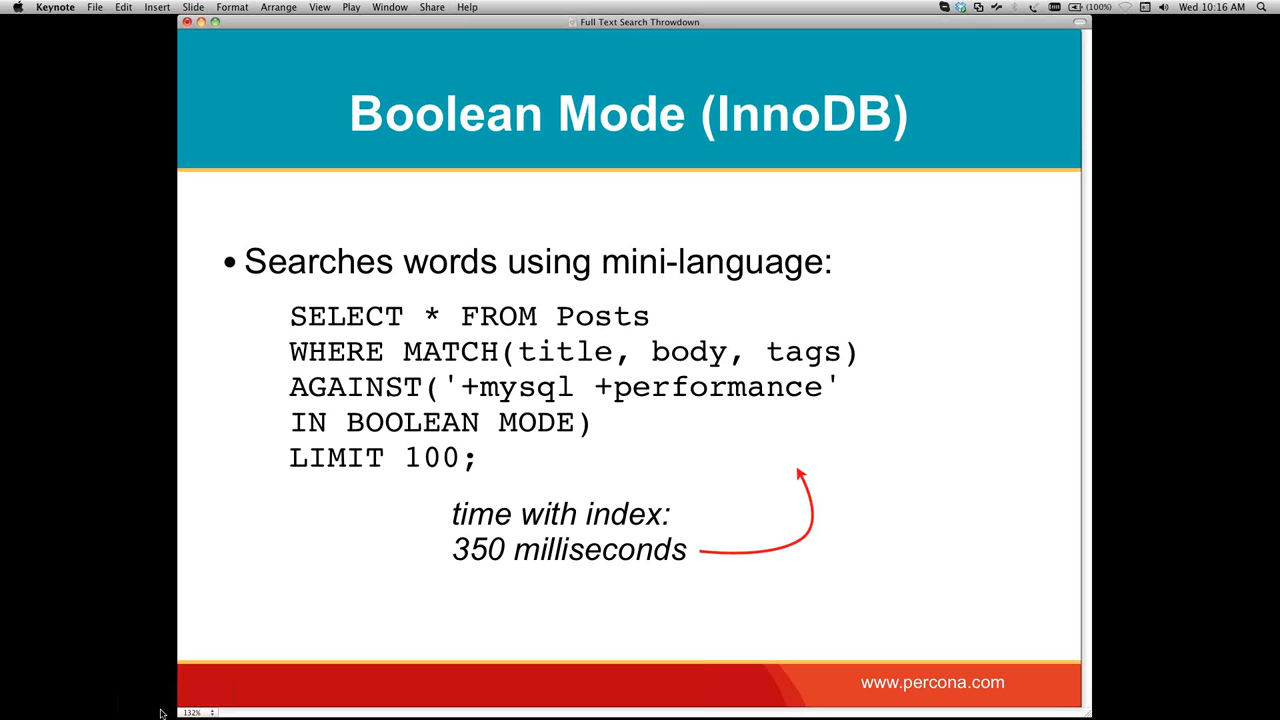 Keynote File Edit Insert Slide Format Arrange View Play Window Share Help (100%) Wed 10:16 AM
Full Text Search Throwdown
Boolean Mode (InnoDB)
• Searches words using mini-language:
SELECT * FROM Posts
WHERE MATCH(title, body, tags)
AGAINST('+mysql +performance'
IN BOOLEAN MODE)
LIMIT 100;
time with index:
350 milliseconds
www.percona.com
132%